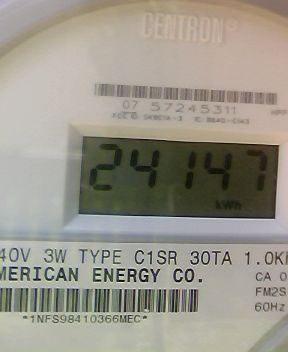 CENTRON®
07 57245311
24147
kWh
40V 3W TYPE C1SR 30TA 1.0K
MERICAN ENERGY CO.
CA 0
FM2S
60Hz
*1NFS98410366MEC*